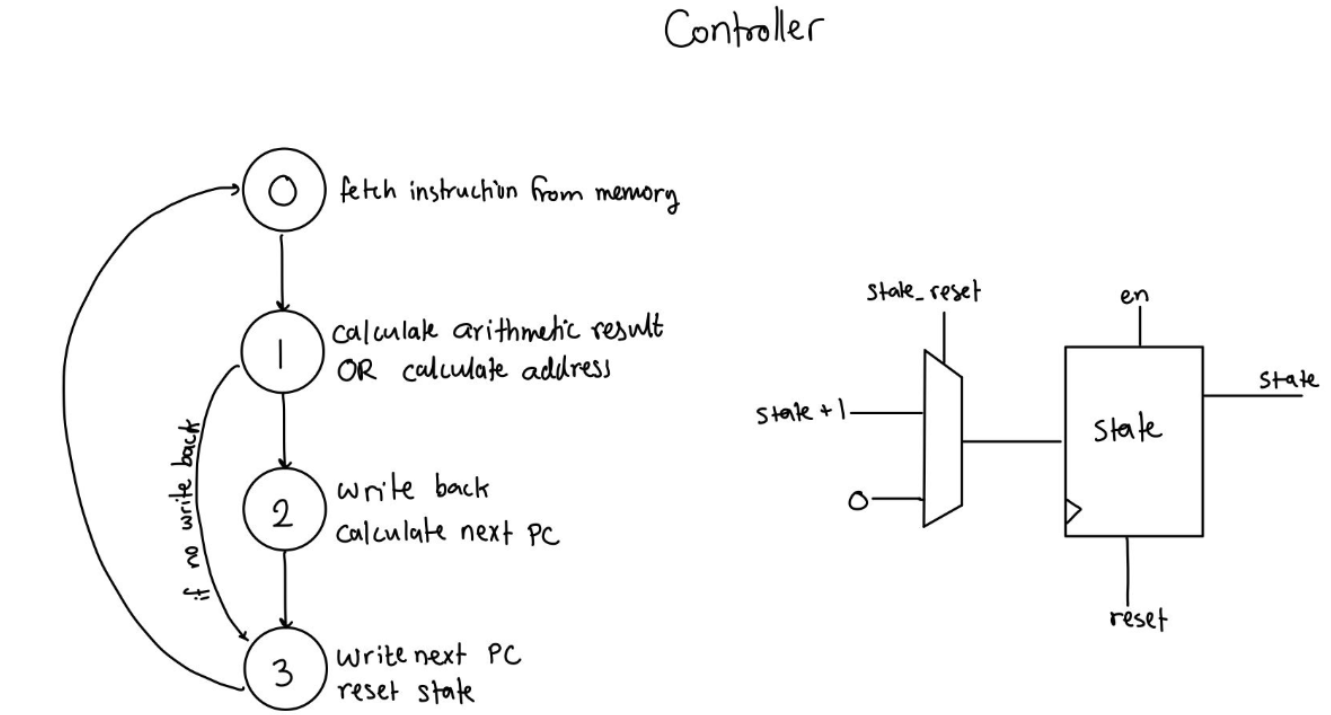 Controller
0
fetch instruction from memory
1
calculate arithmetic result
OR calculate address
if no write back
2
write back
calculate next PC
3
write next PC
reset state
state_reset
state +1
0
en
state
state
reset